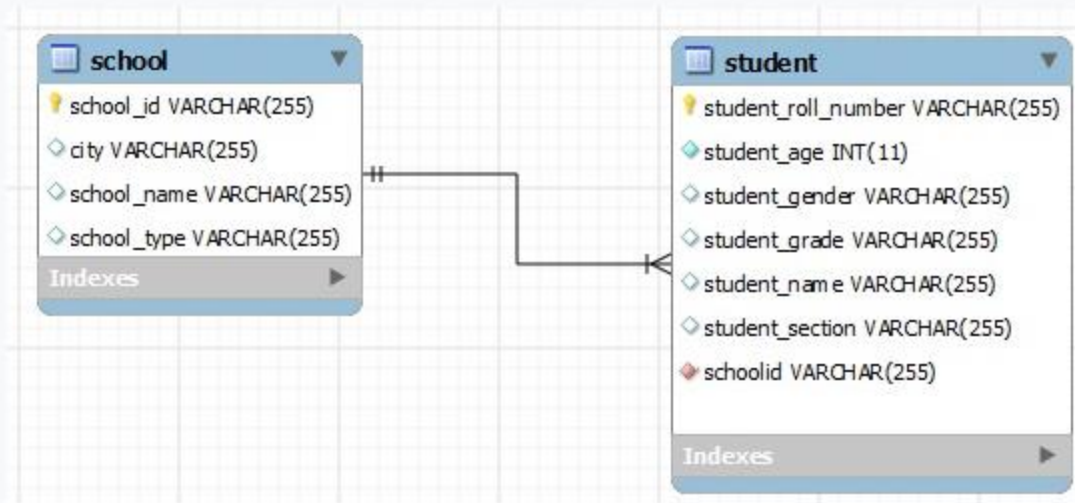 school
school_id VARCHAR(255)
city VARCHAR(255)
school_name VARCHAR(255)
school_type VARCHAR(255)
Indexes
student
student_roll_number VARCHAR(255)
student_age INT(11)
student_gender VARCHAR(255)
student_grade VARCHAR(255)
student_name VARCHAR(255)
student_section VARCHAR(255)
schoolid VARCHAR(255)
Indexes